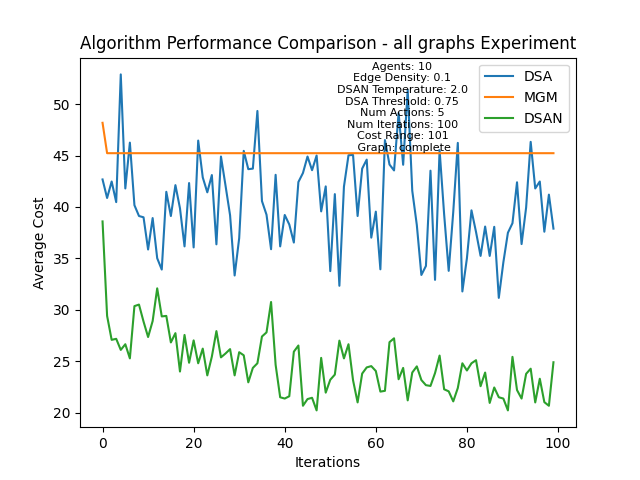 Algorithm Performance Comparison - all graphs Experiment
Agents: 10
Edge Density: 0.1
DSAN Temperature: 2.0
DSA Threshold: 0.75
Num Actions: 5
Num Iterations: 100
Cost Range: 101
Graph: complete
DSA
MGM
DSAN
Average Cost
50
45
40
35
30
25
20
0
20
40
60
80
100
Iterations